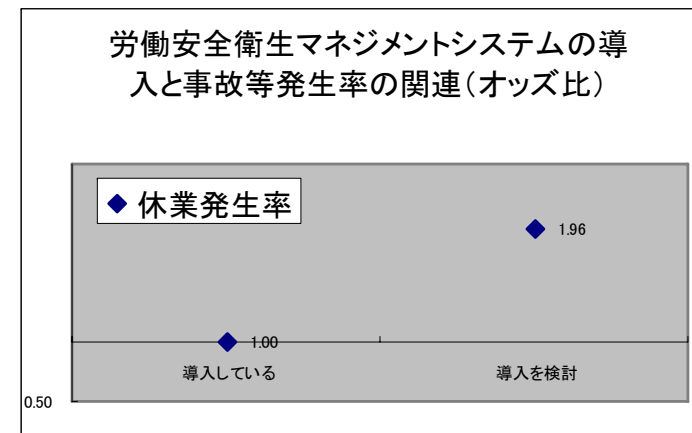 労働安全衛生マネジメントシステムの導
入と事故等発生率の関連(オッズ比)
休業発生率
1.96
1.00
導入している 導入を検討
0.50